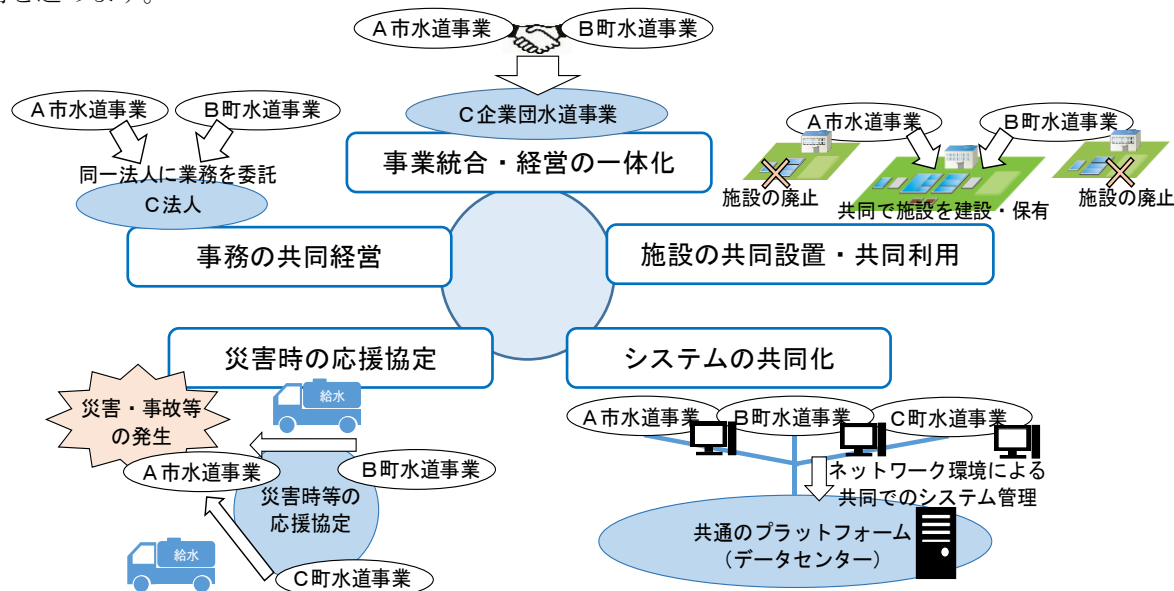 A市水道事業
B町水道事業
C企業団水道事業
事業統合・経営の一体化
A市水道事業
B町水道事業
同一法人に業務を委託
C法人
事務の共同経営
A市水道事業
B町水道事業
施設の廃止
共同で施設を建設・保有
施設の廃止
施設の共同設置・共同利用
災害時の応援協定
災害・事故等
の発生
給水
A市水道事業
B町水道事業
災害時等の
応援協定
給水
C町水道事業
システムの共同化
A市水道事業
B町水道事業
C町水道事業
ネットワーク環境による
共同でのシステム管理
共通のプラットフォーム
(データセンター)